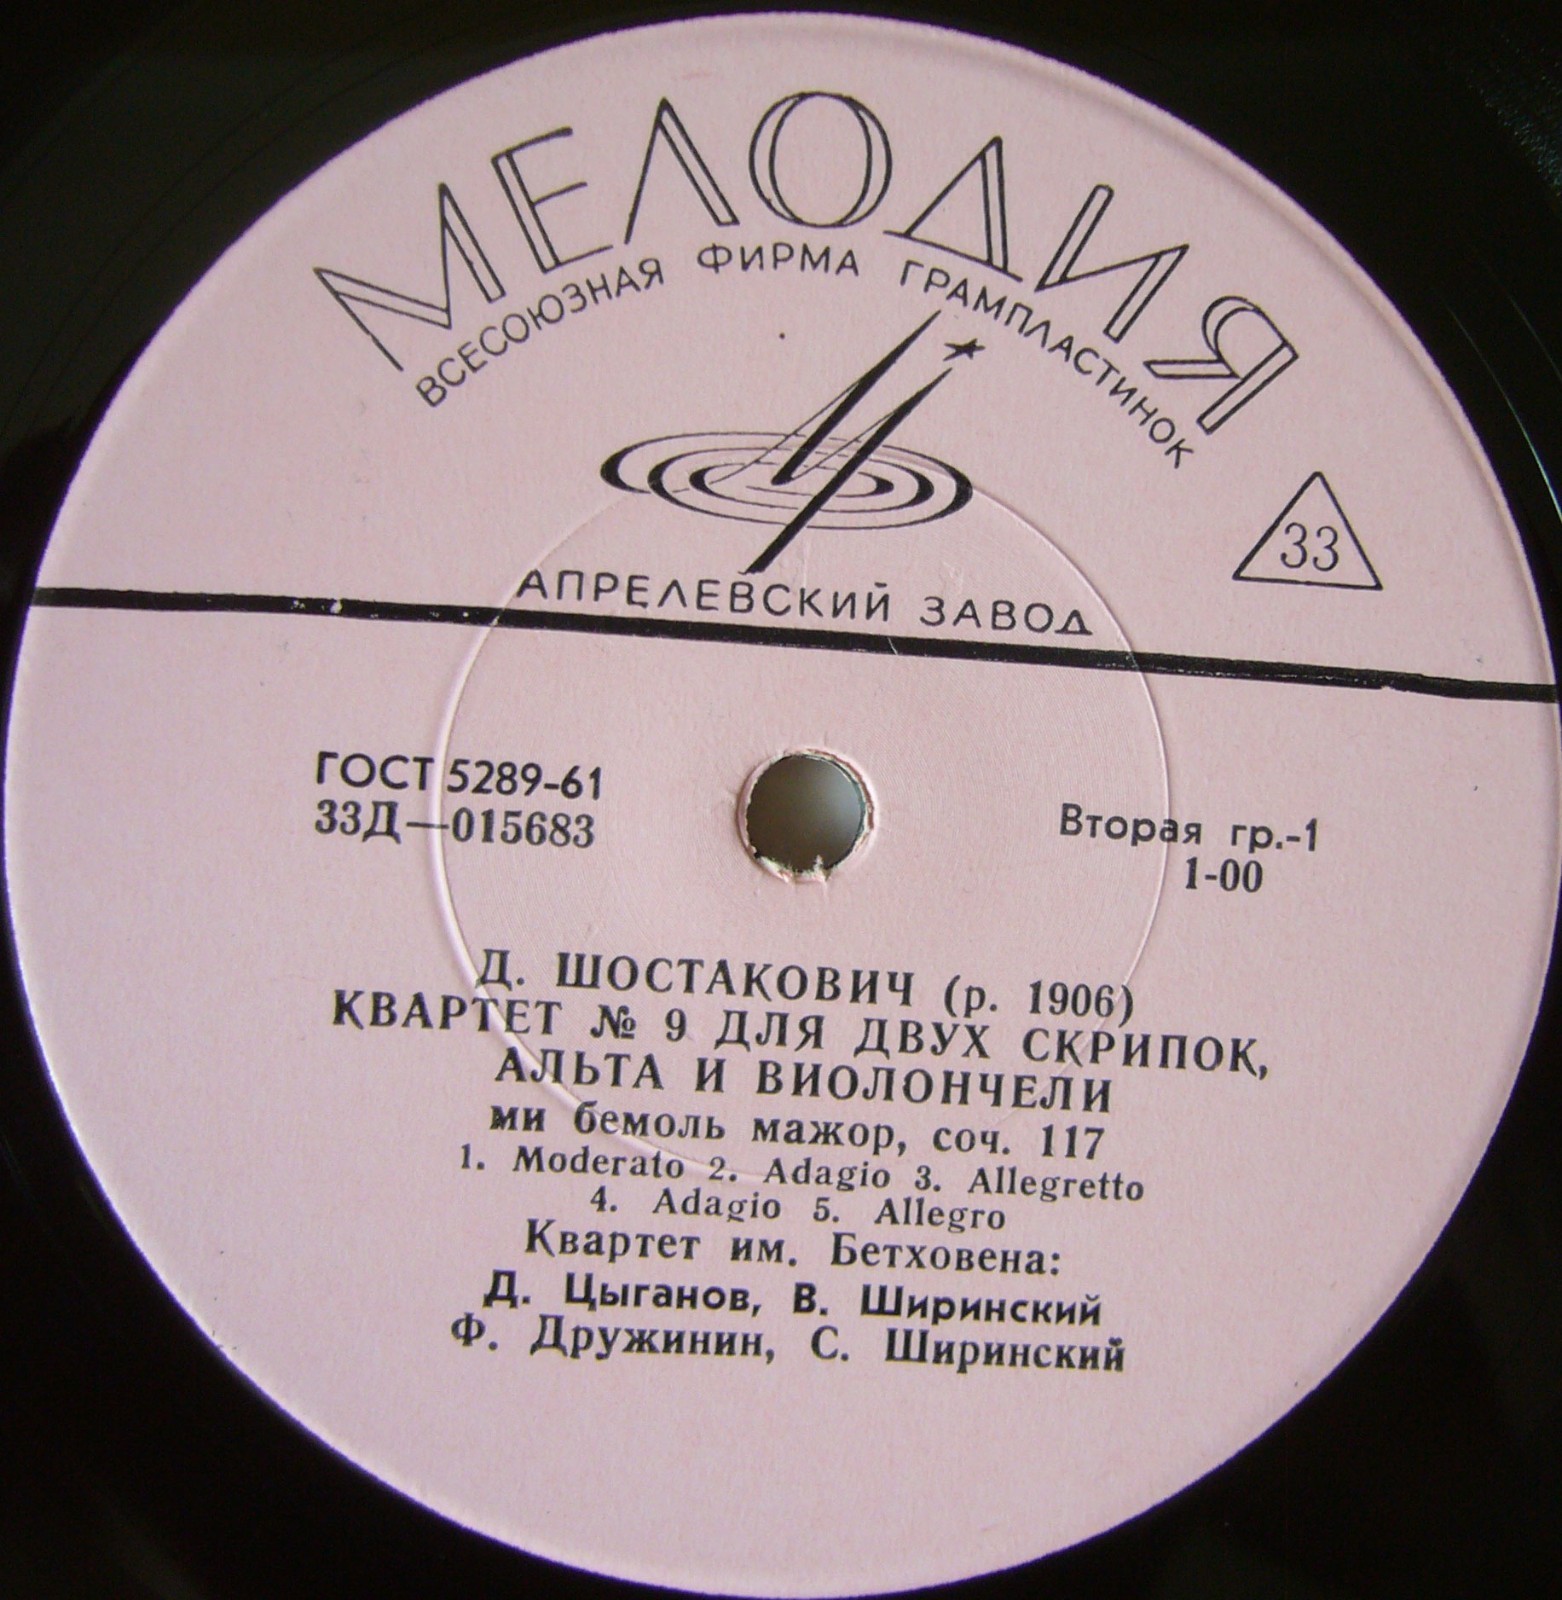 МЕЛОДИЯ
ВСЕСОЮЗНАЯ ФИРМА ГРАМПЛАСТИНОК
33
АПРЕЛЕВСКИЙ ЗАВОД
ГОСТ 5289-61
33Д—015683
Вторая гр.-1
1-00
Д. ШОСТАКОВИЧ (р. 1906)
КВАРТЕТ № 9 ДЛЯ ДВУХ СКРИПОК,
АЛЬТА И ВИОЛОНЧЕЛИ
ми бемоль мажор, соч. 117
1. Moderato 2. Adagio 3. Allegretto
4. Adagio 5. Allegro
Квартет им. Бетховена:
Д. Цыганов, В. Ширинский
Ф. Дружинин, С. Ширинский